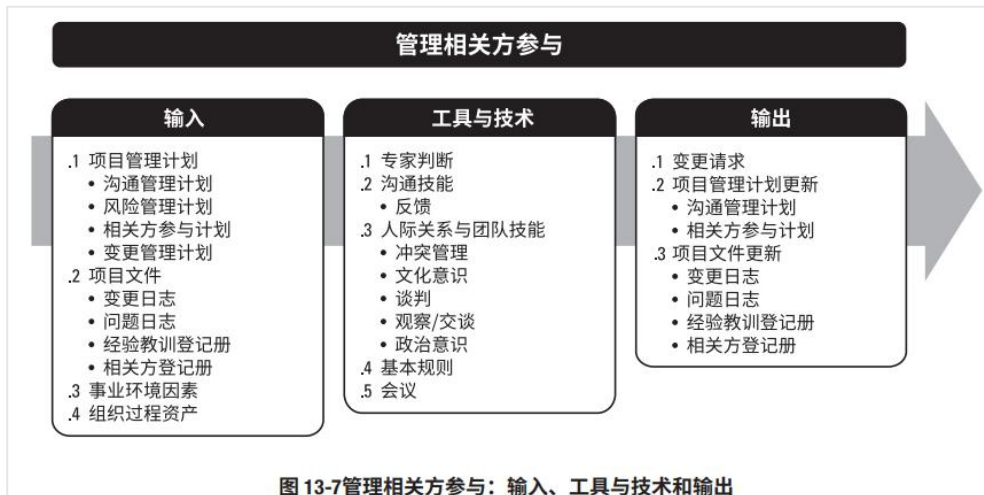 管理相关方参与
输入
.1 项目管理计划
• 沟通管理计划
• 风险管理计划
• 相关方参与计划
• 变更管理计划
.2 项目文件
• 变更日志
• 问题日志
• 经验教训登记册
• 相关方登记册
.3 事业环境因素
.4 组织过程资产
工具与技术
.1 专家判断
.2 沟通技能
• 反馈
.3 人际关系与团队技能
• 冲突管理
• 文化意识
• 谈判
• 观察/交谈
• 政治意识
.4 基本规则
.5 会议
输出
.1 变更请求
.2 项目管理计划更新
• 沟通管理计划
• 相关方参与计划
.3 项目文件更新
• 变更日志
• 问题日志
• 经验教训登记册
• 相关方登记册
图 13-7管理相关方参与：输入、工具与技术和输出